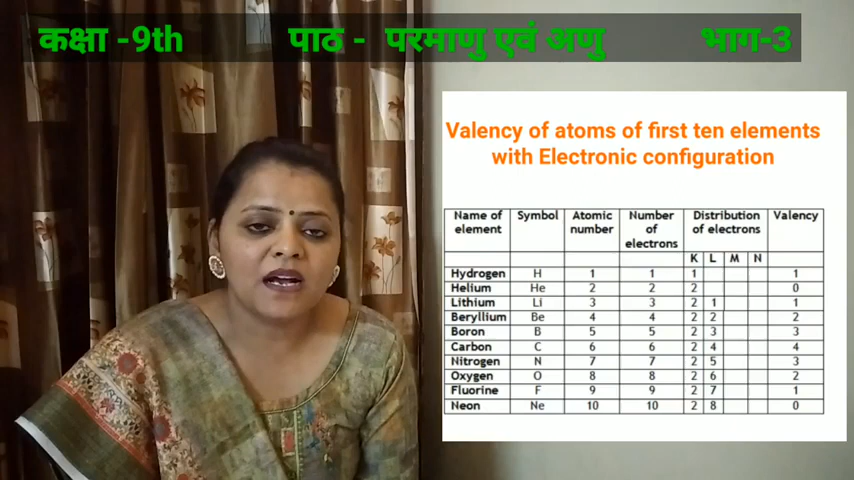 कक्षा -9th पाठ - परमाणु एवं अणु भाग-3
Valency of atoms of first ten elements
with Electronic configuration
Name of element Symbol Atomic number Number of electrons Distribution of electrons Valency
K L M N
Hydrogen H 1 1 1 1
Helium He 2 2 2 0
Lithium Li 3 3 2 1 1
Beryllium Be 4 4 2 2 2
Boron B 5 5 2 3 3
Carbon C 6 6 2 4 4
Nitrogen N 7 7 2 5 3
Oxygen O 8 8 2 6 2
Fluorine F 9 9 2 7 1
Neon Ne 10 10 2 8 0